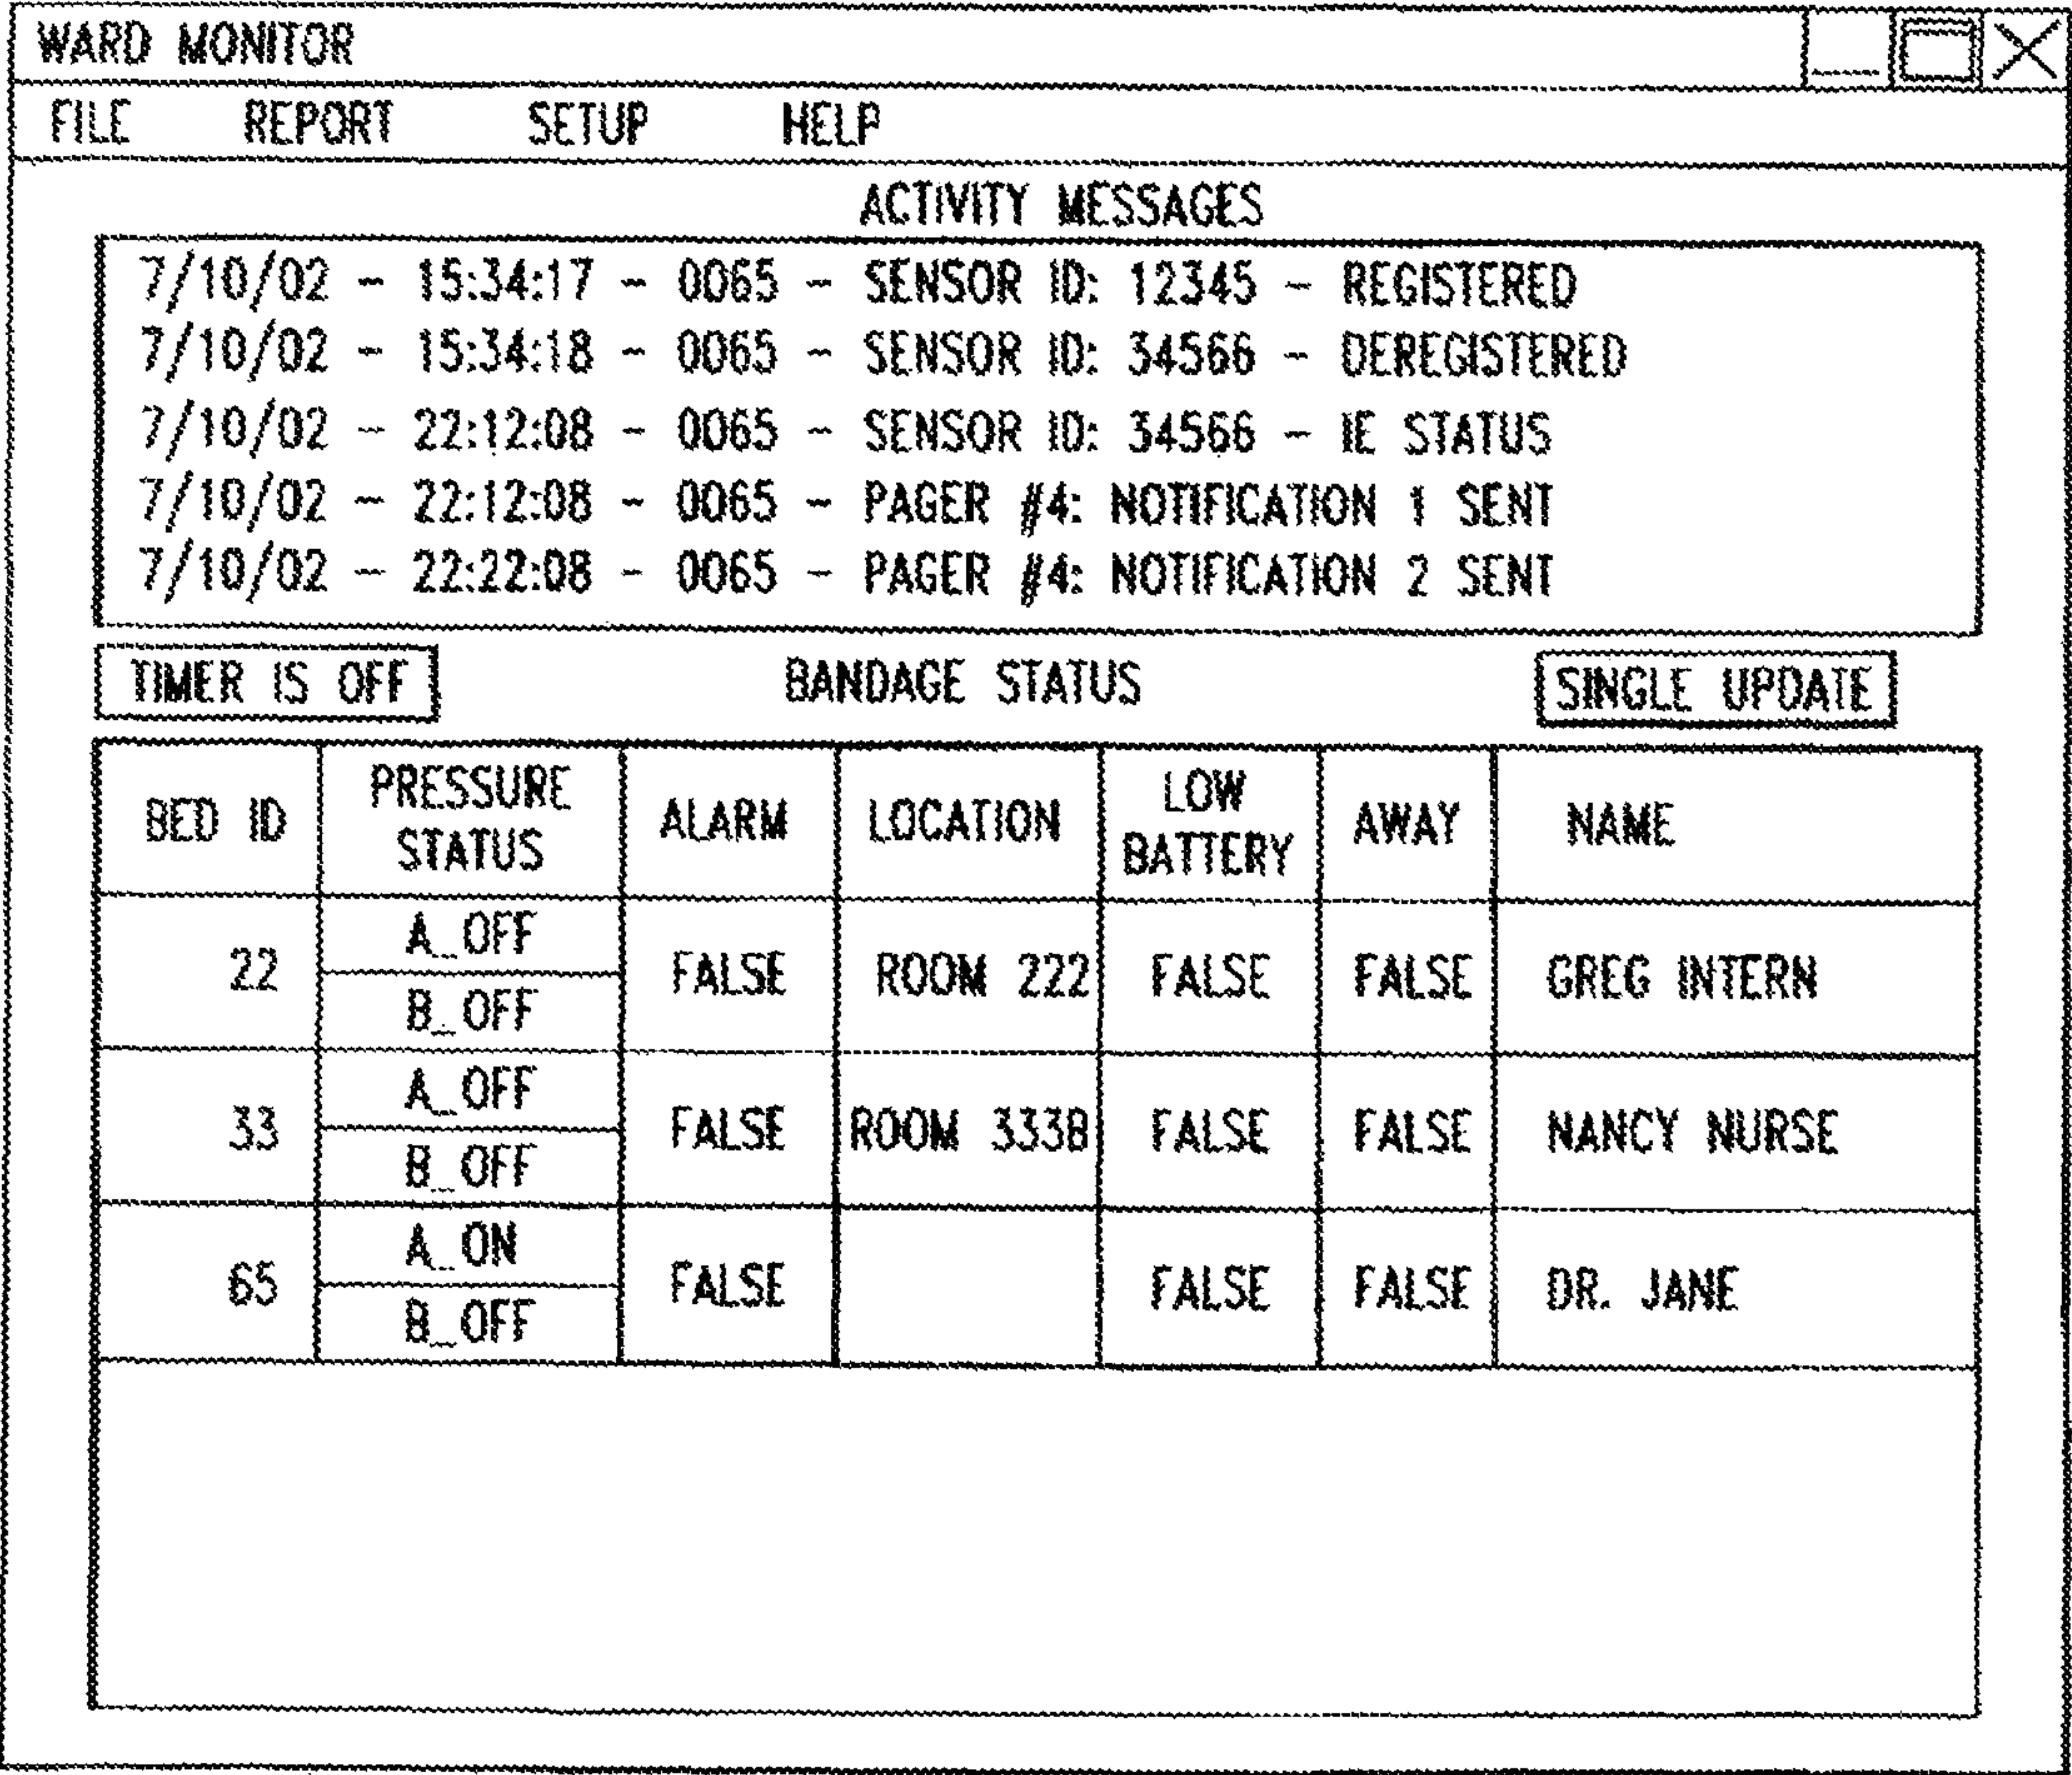 WARD MONITOR
FILE REPORT SETUP HELP
ACTIVITY MESSAGES
7/10/02 - 15:34:17 - 0065 - SENSOR ID: 12345 - REGISTERED
7/10/02 - 15:34:18 - 0065 - SENSOR ID: 34566 - DEREGISTERED
7/10/02 - 22:12:08 - 0065 - SENSOR ID: 34566 - IE STATUS
7/10/02 - 22:12:08 - 0065 - PAGER #4: NOTIFICATION 1 SENT
7/10/02 - 22:22:08 - 0065 - PAGER #4: NOTIFICATION 2 SENT
TIMER IS OFF BANDAGE STATUS SINGLE UPDATE
BED ID PRESSURE STATUS ALARM LOCATION LOW BATTERY AWAY NAME
22 A_OFF B_OFF FALSE ROOM 222 FALSE FALSE GREG INTERN
33 A_OFF B_OFF FALSE ROOM 333B FALSE FALSE NANCY NURSE
65 A_ON B_OFF FALSE FALSE FALSE DR. JANE